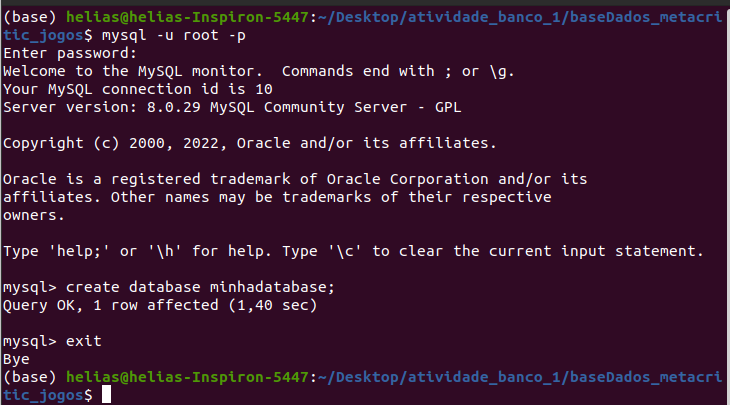 (base) helias@helias-Inspiron-5447:~/Desktop/atividade_banco_1/baseDados_metacri
tic_jogos$ mysql -u root -p
Enter password:
Welcome to the MySQL monitor.  Commands end with ; or \g.
Your MySQL connection id is 10
Server version: 8.0.29 MySQL Community Server - GPL

Copyright (c) 2000, 2022, Oracle and/or its affiliates.

Oracle is a registered trademark of Oracle Corporation and/or its
affiliates. Other names may be trademarks of their respective
owners.

Type 'help;' or '\h' for help. Type '\c' to clear the current input statement.

mysql> create database minhadatabase;
Query OK, 1 row affected (1,40 sec)

mysql> exit
Bye
(base) helias@helias-Inspiron-5447:~/Desktop/atividade_banco_1/baseDados_metacri
tic_jogos$